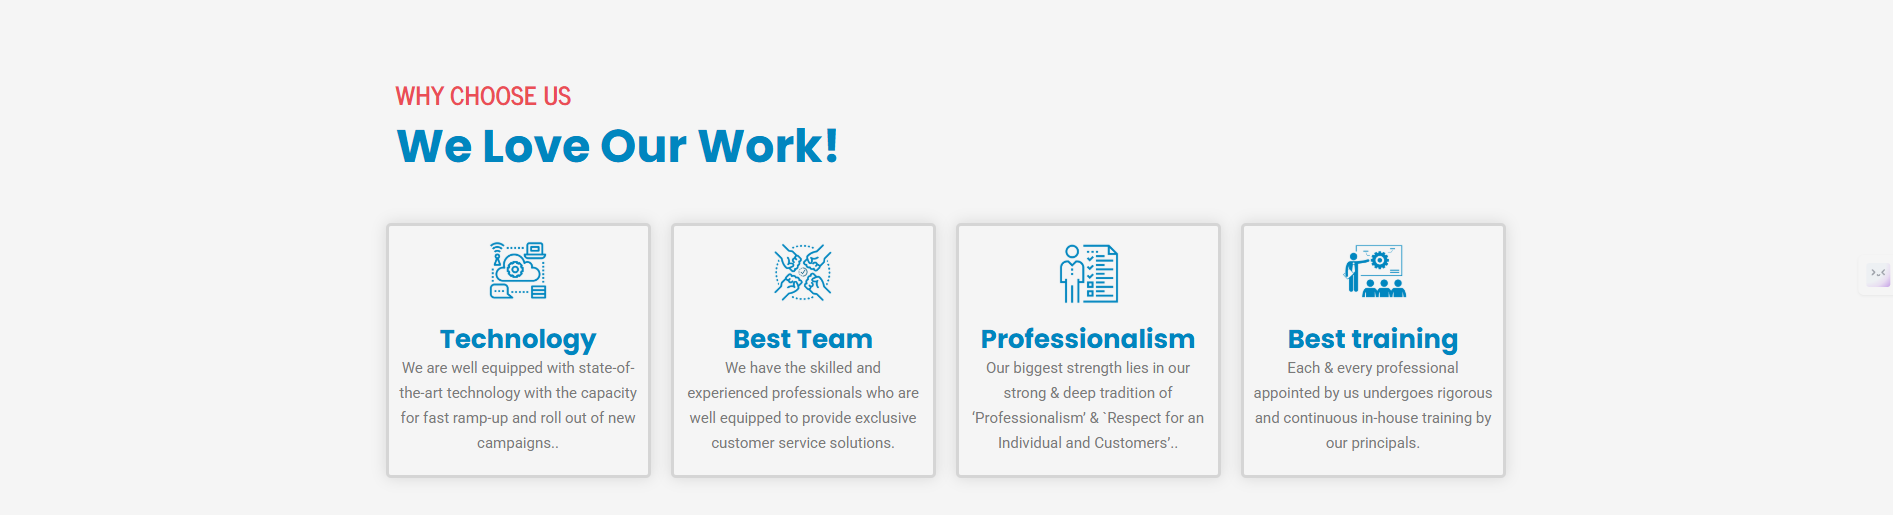 WHY CHOOSE US
We Love Our Work!
Technology
We are well equipped with state-of-
the-art technology with the capacity
for fast ramp-up and roll out of new
campaigns..
Best Team
We have the skilled and
experienced professionals who are
well equipped to provide exclusive
customer service solutions.
Professionalism
Our biggest strength lies in our
strong & deep tradition of
‘Professionalism’ & `Respect for an
Individual and Customers’..
Best training
Each & every professional
appointed by us undergoes rigorous
and continuous in-house training by
our principals.